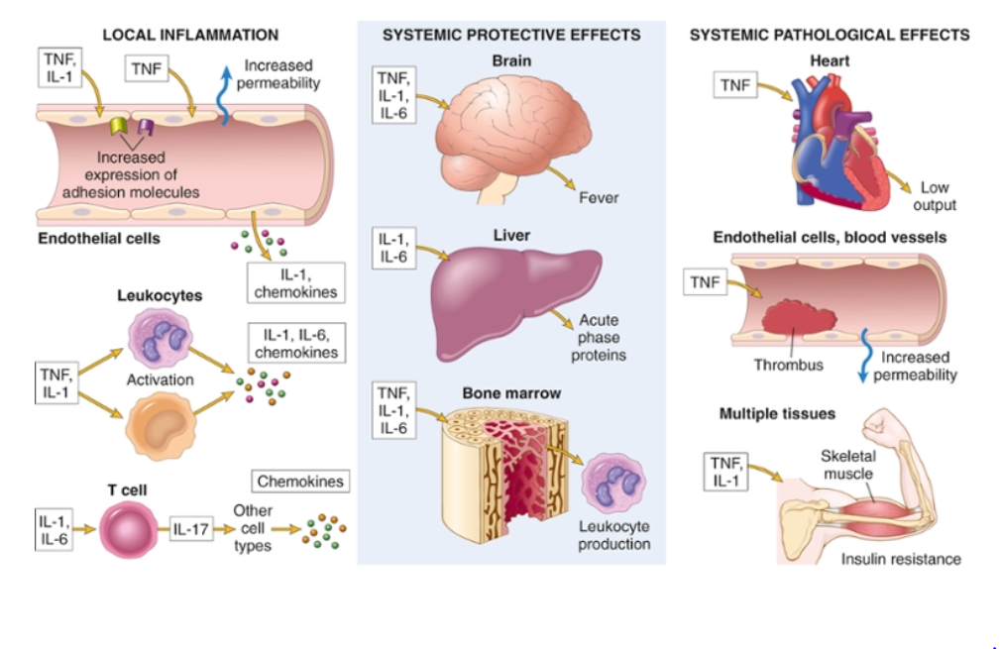 LOCAL INFLAMMATION
TNF,
IL-1
TNF
Increased
permeability
Increased
expression of
adhesion molecules
Endothelial cells
IL-1,
chemokines
Leukocytes
TNF,
IL-1
Activation
IL-1, IL-6,
chemokines
T cell
IL-1,
IL-6
IL-17
Other
cell
types
Chemokines
SYSTEMIC PROTECTIVE EFFECTS
Brain
TNF,
IL-1,
IL-6
Fever
Liver
IL-1,
IL-6
Acute
phase
proteins
Bone marrow
TNF,
IL-1,
IL-6
Leukocyte
production
SYSTEMIC PATHOLOGICAL EFFECTS
Heart
TNF
Low
output
Endothelial cells, blood vessels
TNF
Thrombus
Increased
permeability
Multiple tissues
TNF,
IL-1
Skeletal
muscle
Insulin resistance